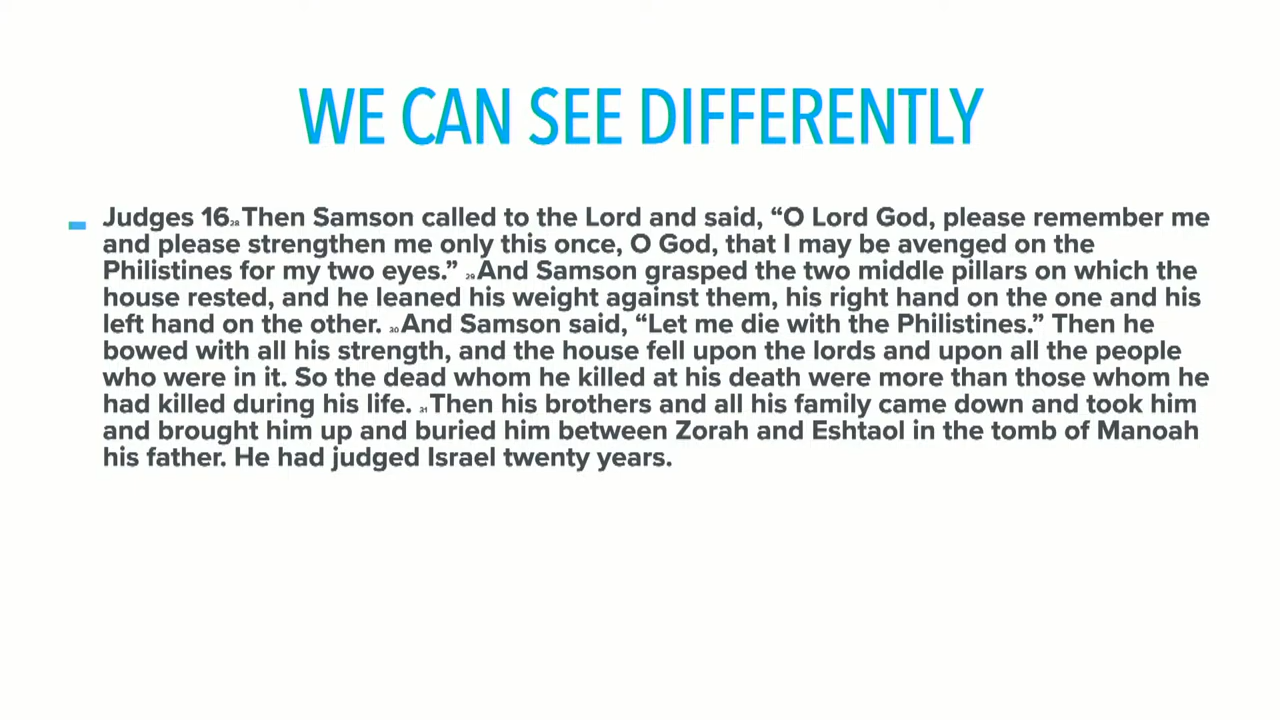 WE CAN SEE DIFFERENTLY
Judges 16 28 Then Samson called to the Lord and said, “O Lord God, please remember me
and please strengthen me only this once, O God, that I may be avenged on the
Philistines for my two eyes.” 29 And Samson grasped the two middle pillars on which the
house rested, and he leaned his weight against them, his right hand on the one and his
left hand on the other. 30 And Samson said, “Let me die with the Philistines.” Then he
bowed with all his strength, and the house fell upon the lords and upon all the people
who were in it. So the dead whom he killed at his death were more than those whom he
had killed during his life. 31 Then his brothers and all his family came down and took him
and brought him up and buried him between Zorah and Eshtaol in the tomb of Manoah
his father. He had judged Israel twenty years.